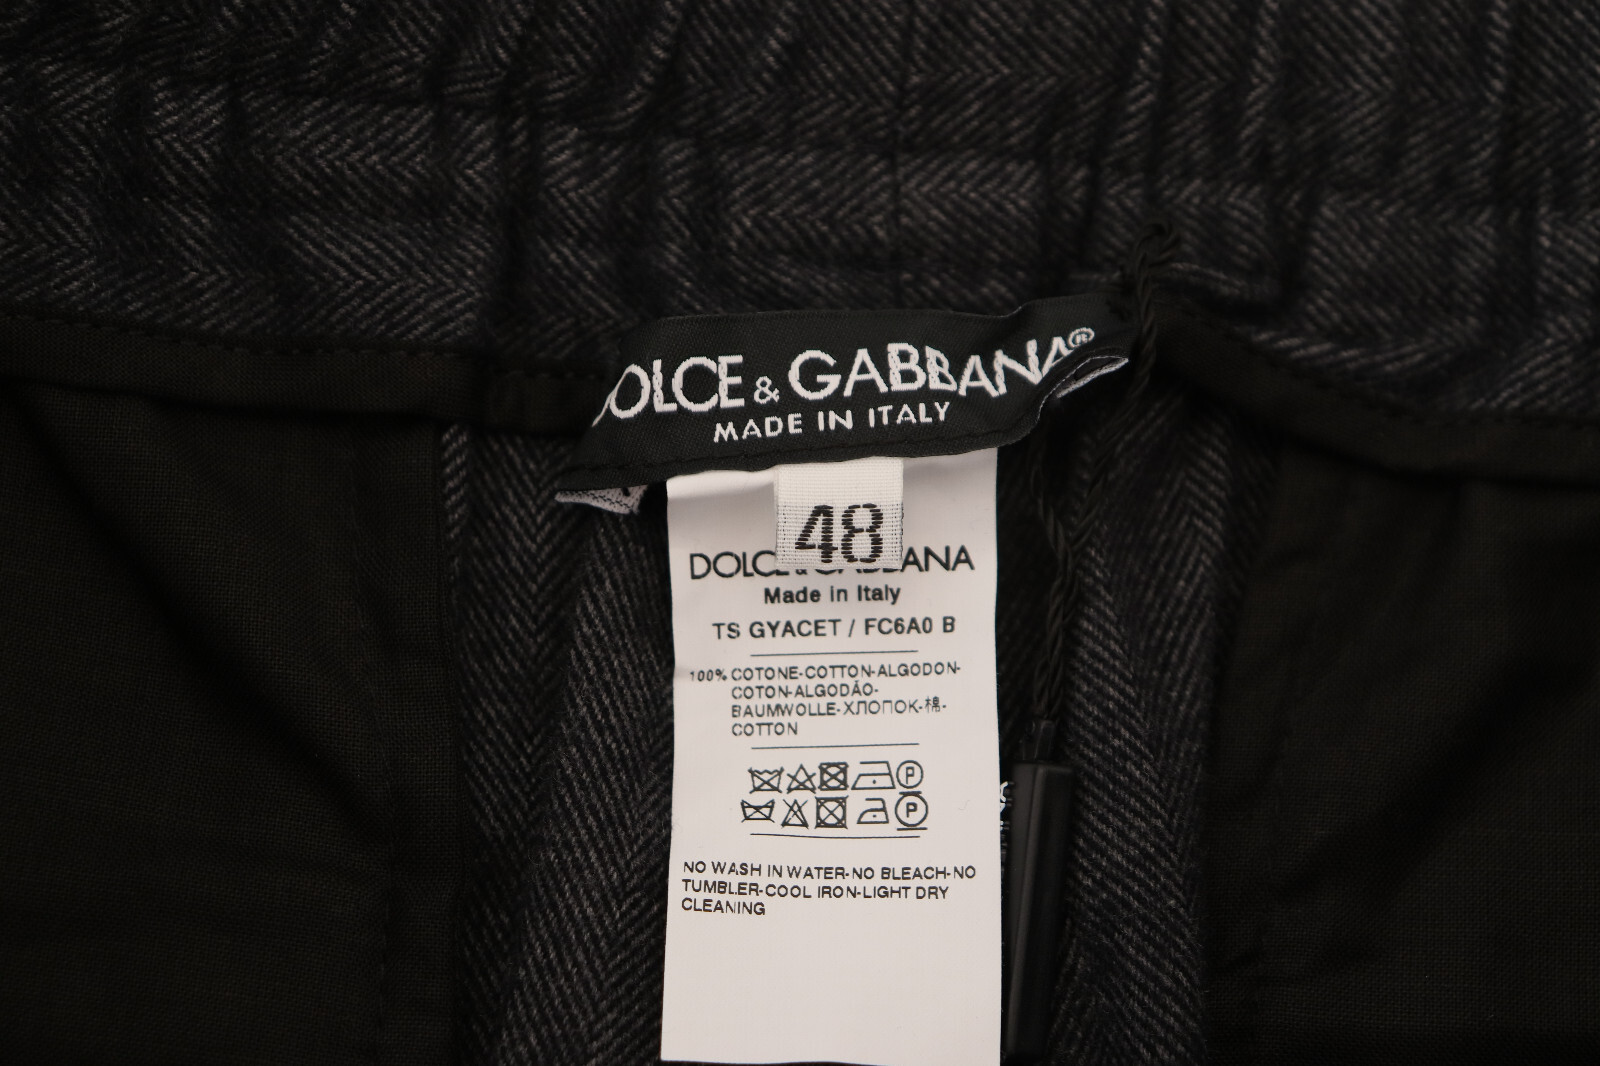 DOLCE & GABBANA®
MADE IN ITALY
48
DOLCE & GABBANA
Made in Italy
TS GYACET / FC6A0 B
100% COTONE-COTTON-ALGODON-
COTON-ALGODÃO-
BAUMWOLLE-ХЛОПОК-棉-
COTTON
P
P
NO WASH IN WATER-NO BLEACH-NO
TUMBLER-COOL IRON-LIGHT DRY
CLEANING